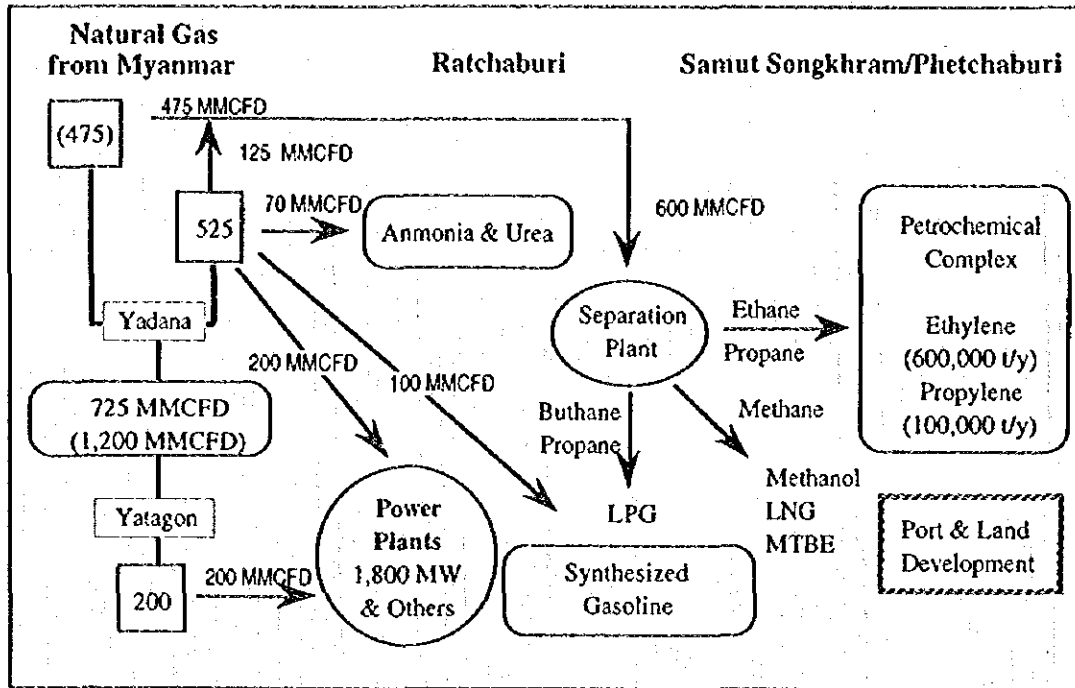 Natural Gas
from Myanmar
Ratchaburi
Samut Songkhram/Phetchaburi
475 MMCFD
(475)
125 MMCFD
70 MMCFD
525
Anmonia & Urea
600 MMCFD
Petrochemical
Complex
Ethylene
(600,000 t/y)
Propylene
(100,000 t/y)
Yadana
Separation
Plant
Ethane
Propane
200 MMCFD
100 MMCFD
725 MMCFD
(1,200 MMCFD)
Buthane
Propane
Methane
Methanol
LNG
MTBE
LPG
Yatagon
Power
Plants
1,800 MW
& Others
Synthesized
Gasoline
Port & Land
Development
200 MMCFD
200